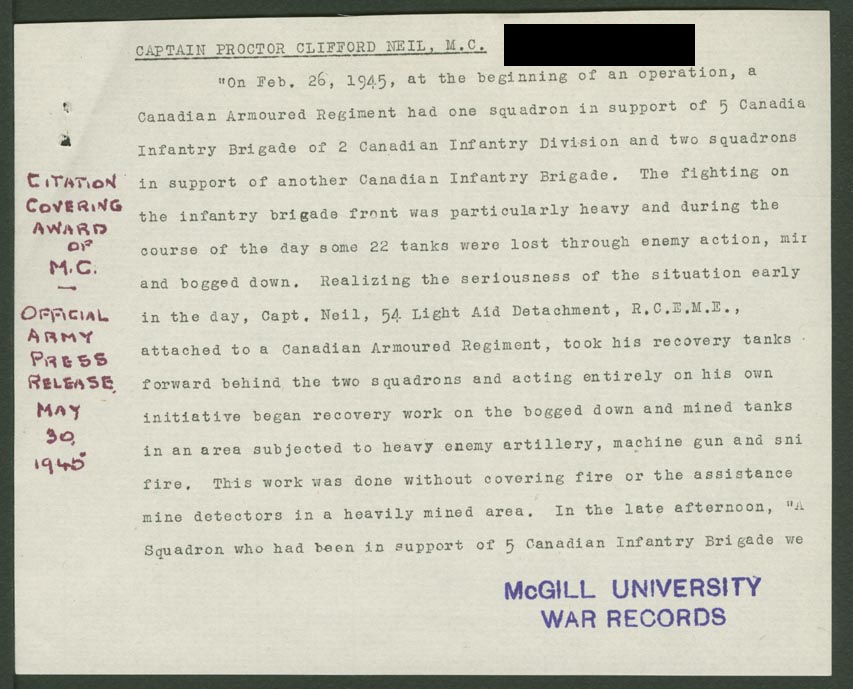 CAPTAIN PROCTOR CLIFFORD NEIL, M.C.
"On Feb. 26, 1945, at the beginning of an operation, a
Canadian Armoured Regiment had one squadron in support of 5 Canadia
Infantry Brigade of 2 Canadian Infantry Division and two squadrons
in support of another Canadian Infantry Brigade. The fighting on
the infantry brigade front was particularly heavy and during the
course of the day some 22 tanks were lost through enemy action, min
and bogged down. Realizing the seriousness of the situation early
in the day, Capt. Neil, 54 Light Aid Detachment, R.C.E.M.E.,
attached to a Canadian Armoured Regiment, took his recovery tanks
forward behind the two squadrons and acting entirely on his own
initiative began recovery work on the bogged down and mined tanks
in an area subjected to heavy enemy artillery, machine gun and sni
fire. This work was done without covering fire or the assistance
mine detectors in a heavily mined area. In the late afternoon, "A
Squadron who had been in support of 5 Canadian Infantry Brigade we
CITATION
COVERING
AWARD
OF
M.C.
—
OFFICIAL
ARMY
PRESS
RELEASE
MAY
30,
1945
McGILL UNIVERSITY
WAR RECORDS